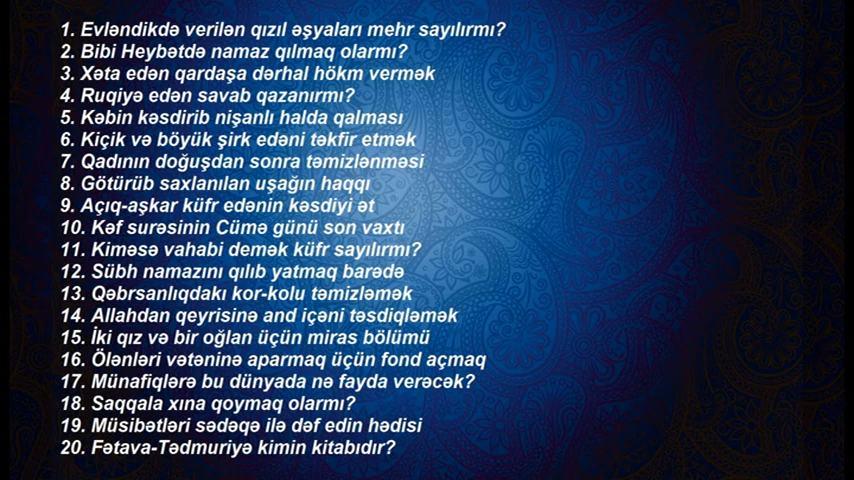 1. Evləndikdə verilən qızıl əşyaları mehr sayılırmı?
2. Bibi Heybətdə namaz qılmaq olarmı?
3. Xəta edən qardaşa dərhal hökm vermək
4. Ruqiyə edən savab qazanırmı?
5. Kəbin kəsdirib nişanlı halda qalması
6. Kiçik və böyük şirk edəni təkfir etmək
7. Qadının doğuşdan sonra təmizlənməsi
8. Götürüb saxlanılan uşağın haqqı
9. Açıq-aşkar küfr edənin kəsdiyi ət
10. Kəf surəsinin Cümə günü son vaxtı
11. Kiməsə vahabi demək küfr sayılırmı?
12. Sübh namazını qılıb yatmaq barədə
13. Qəbrsanlıqdakı kor-kolu təmizləmək
14. Allahdan qeyrisinə and içəni təsdiqləmək
15. İki qız və bir oğlan üçün miras bölümü
16. Ölənləri vətəninə aparmaq üçün fond açmaq
17. Münafiqlərə bu dünyada nə fayda verəcək?
18. Saqqala xına qoymaq olarmı?
19. Müsibətləri sədəqə ilə dəf edin hədisi
20. Fətava-Tədmuriyə kimin kitabıdır?